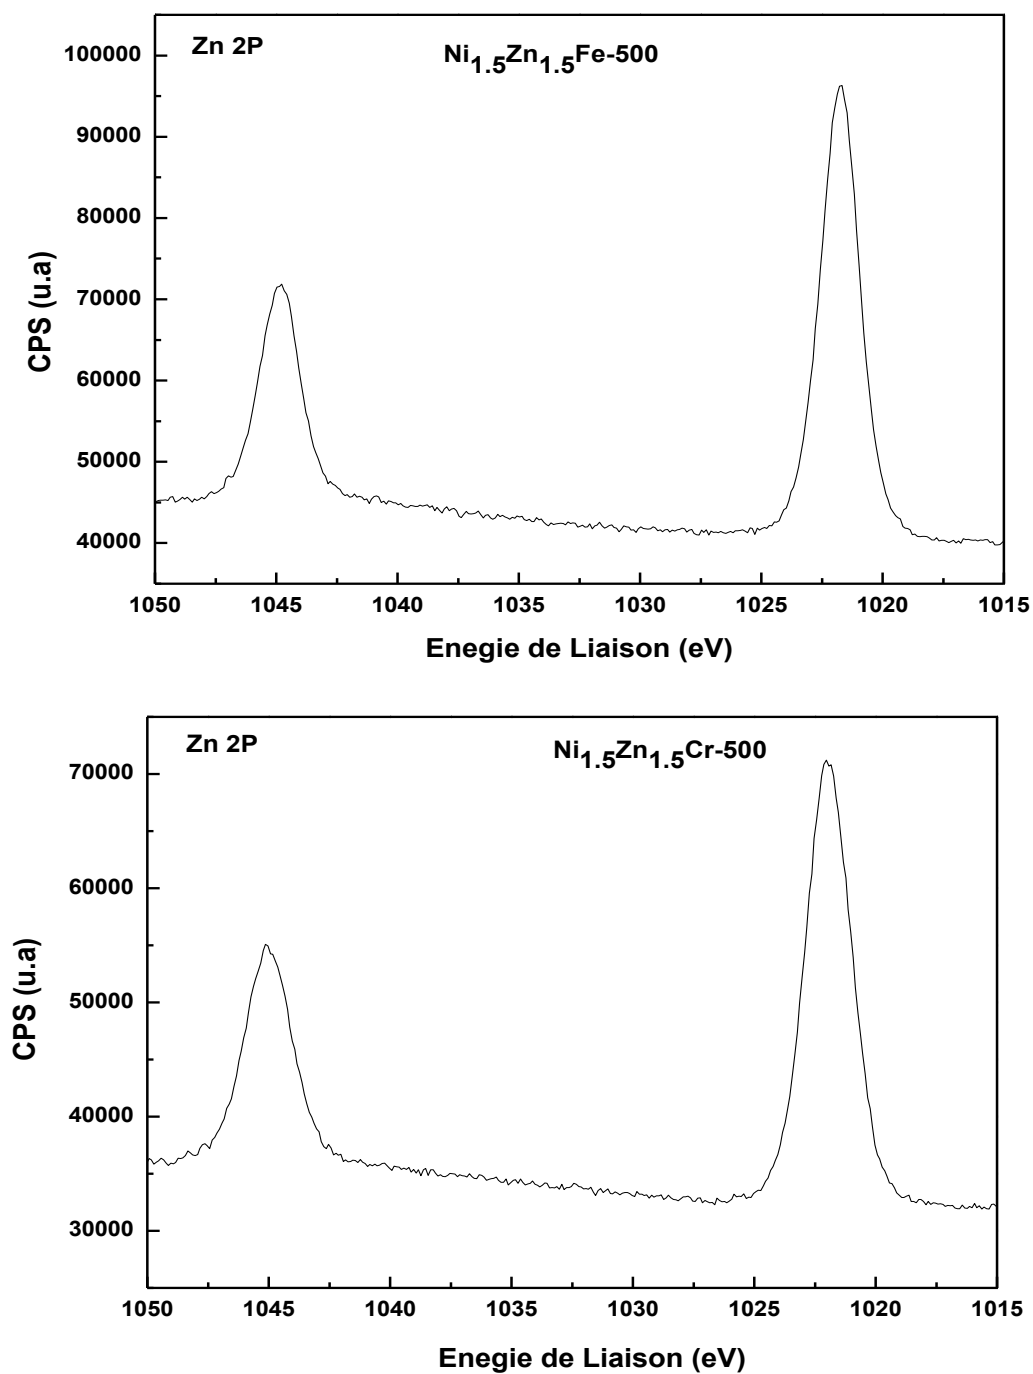 Zn 2P
Ni1.5Zn1.5Fe-500
100000
90000
80000
70000
60000
50000
40000
CPS (u.a)
1050 1045 1040 1035 1030 1025 1020 1015
Enegie de Liaison (eV)
Zn 2P
Ni1.5Zn1.5Cr-500
70000
60000
50000
40000
30000
CPS (u.a)
1050 1045 1040 1035 1030 1025 1020 1015
Enegie de Liaison (eV)